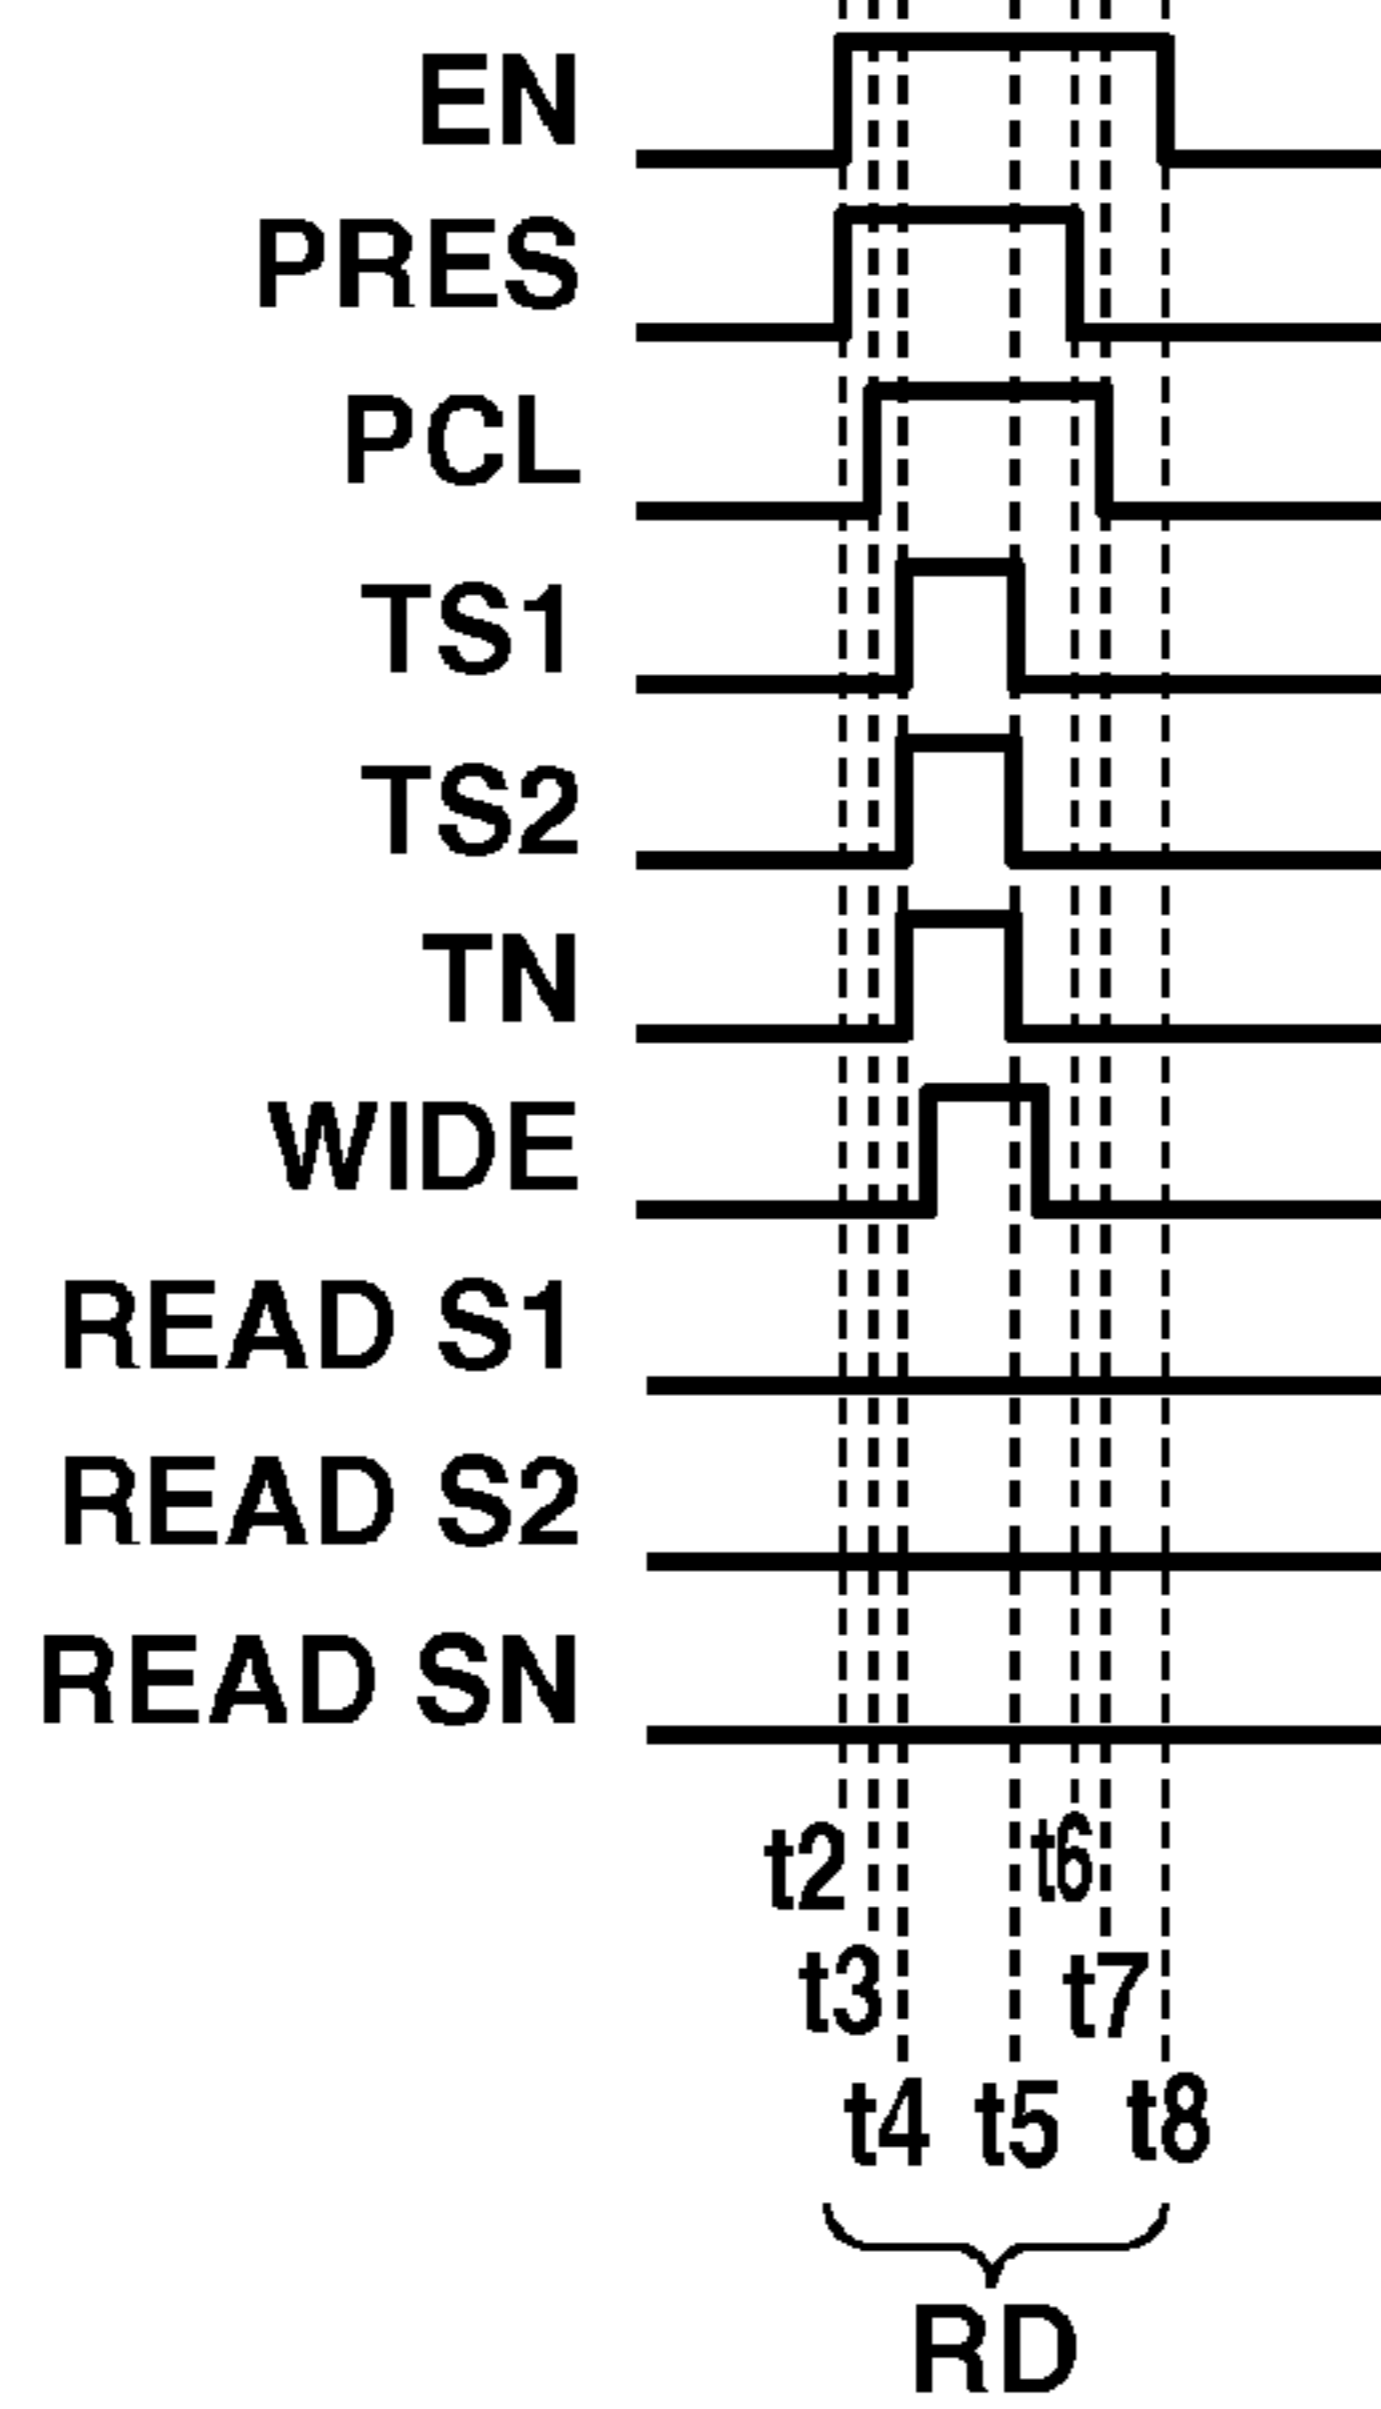 EN
PRES
PCL
TS1
TS2
TN
WIDE
READ S1
READ S2
READ SN
t2 t6
t3 t7
t4 t5 t8
RD